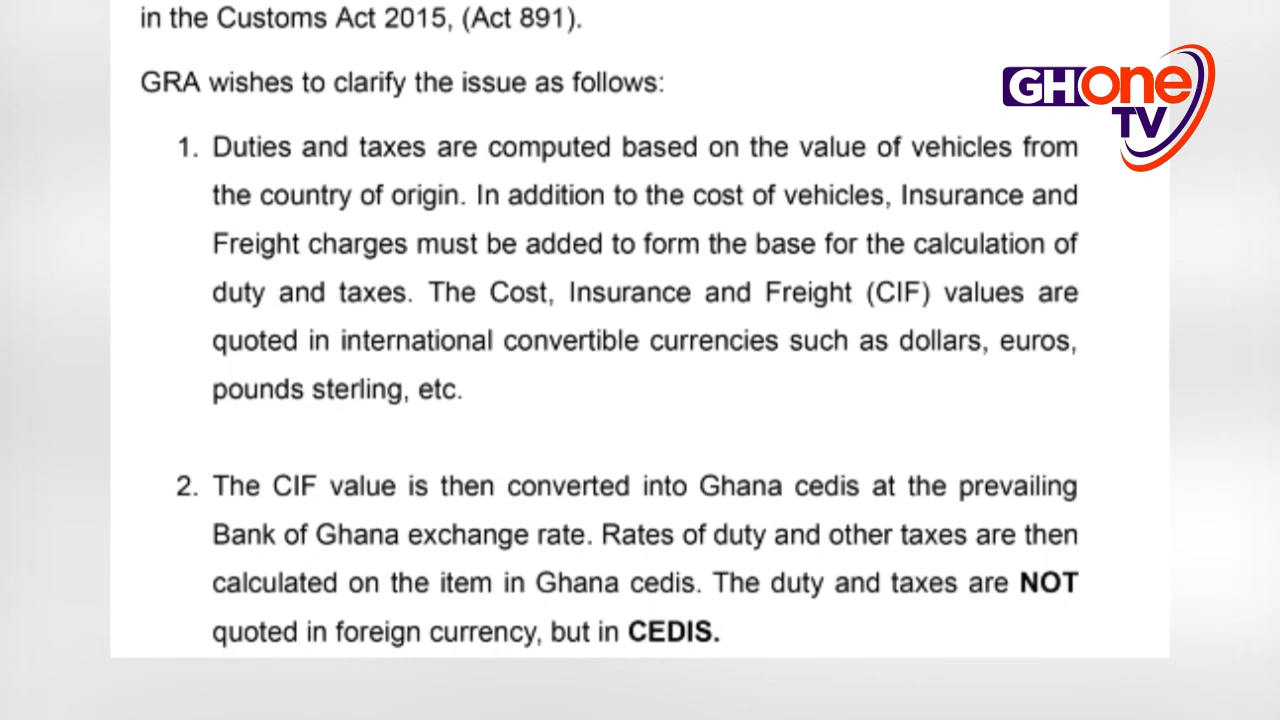 in the Customs Act 2015, (Act 891).
GRA wishes to clarify the issue as follows:
1. Duties and taxes are computed based on the value of vehicles from
the country of origin. In addition to the cost of vehicles, Insurance and
Freight charges must be added to form the base for the calculation of
duty and taxes. The Cost, Insurance and Freight (CIF) values are
quoted in international convertible currencies such as dollars, euros,
pounds sterling, etc.
2. The CIF value is then converted into Ghana cedis at the prevailing
Bank of Ghana exchange rate. Rates of duty and other taxes are then
calculated on the item in Ghana cedis. The duty and taxes are NOT
quoted in foreign currency, but in CEDIS.
GHOne
TV